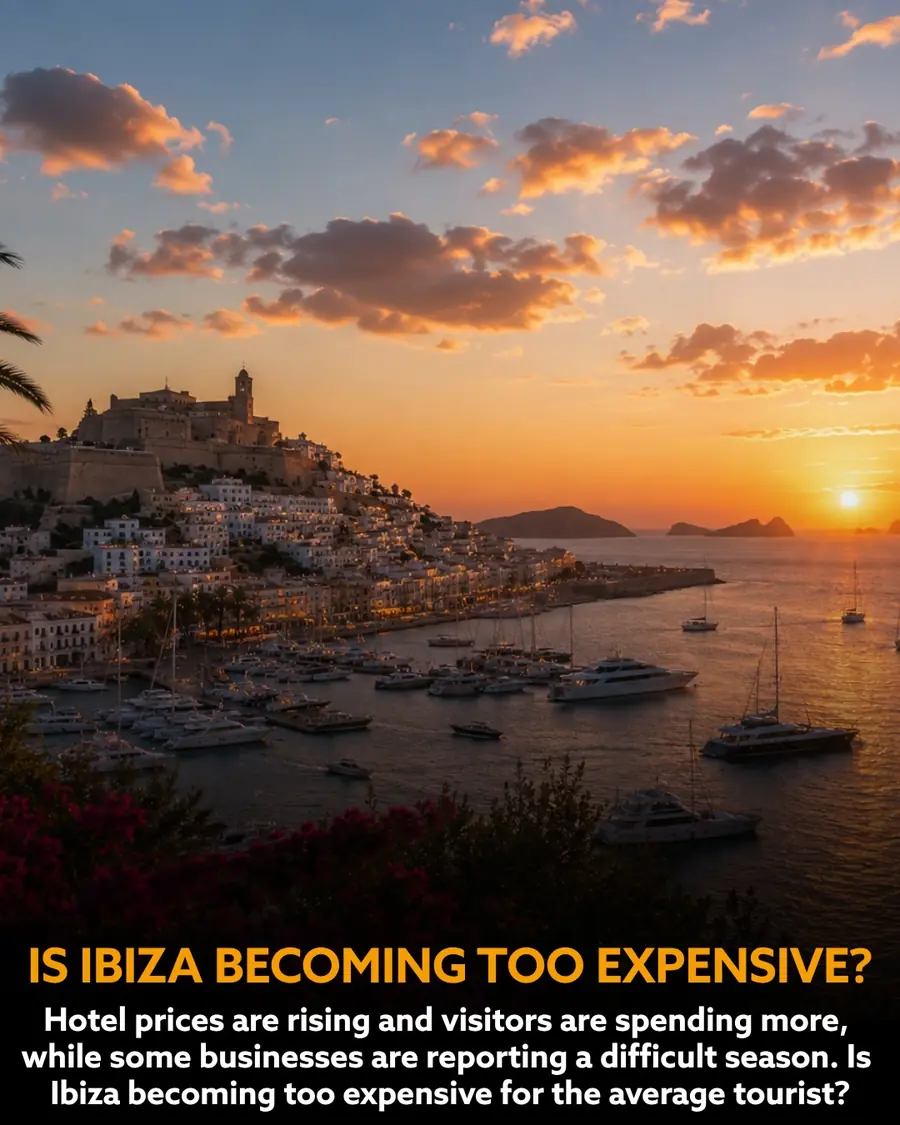 IS IBIZA BECOMING TOO EXPENSIVE?
Hotel prices are rising and visitors are spending more,
while some businesses are reporting a difficult season. Is
Ibiza becoming too expensive for the average tourist?